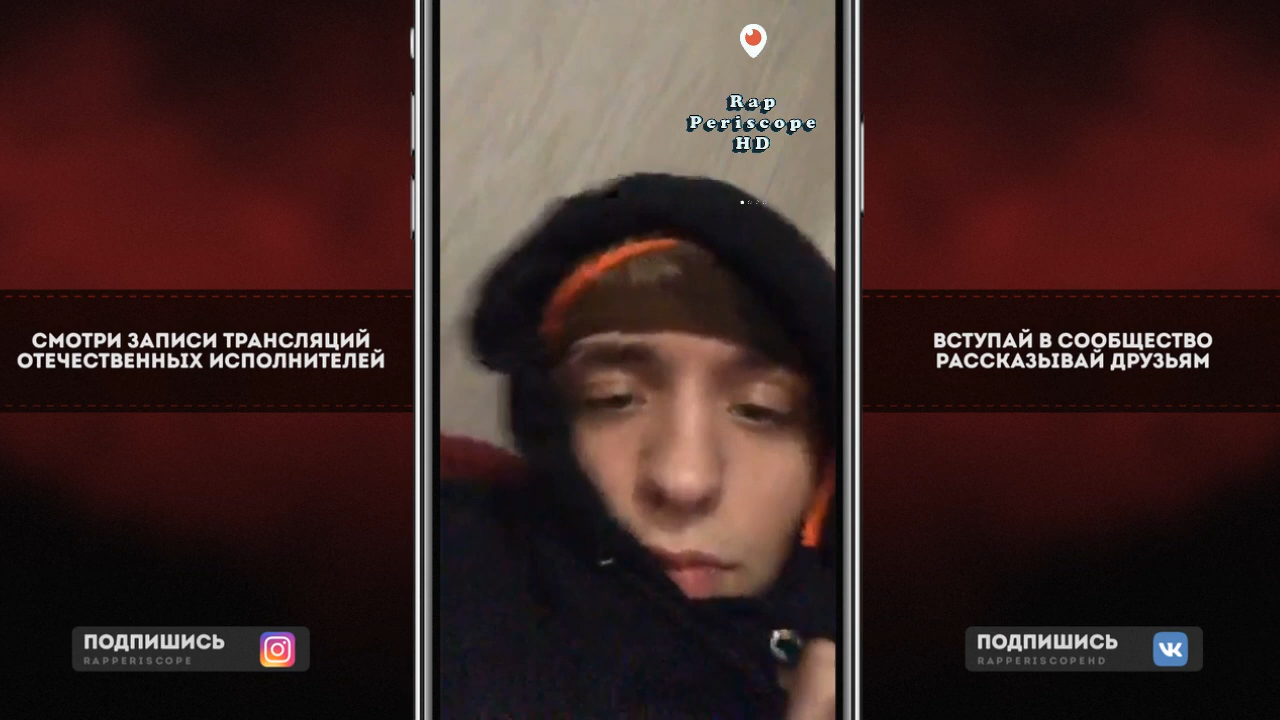 Rap
Periscope
HD
СМОТРИ ЗАПИСИ ТРАНСЛЯЦИЙ
ОТЕЧЕСТВЕННЫХ ИСПОЛНИТЕЛЕЙ
ВСТУПАЙ В СООБЩЕСТВО
РАССКАЗЫВАЙ ДРУЗЬЯМ
ПОДПИШИСЬ
RAPPERISCOPE
ПОДПИШИСЬ
RAPPERISCOPEHD